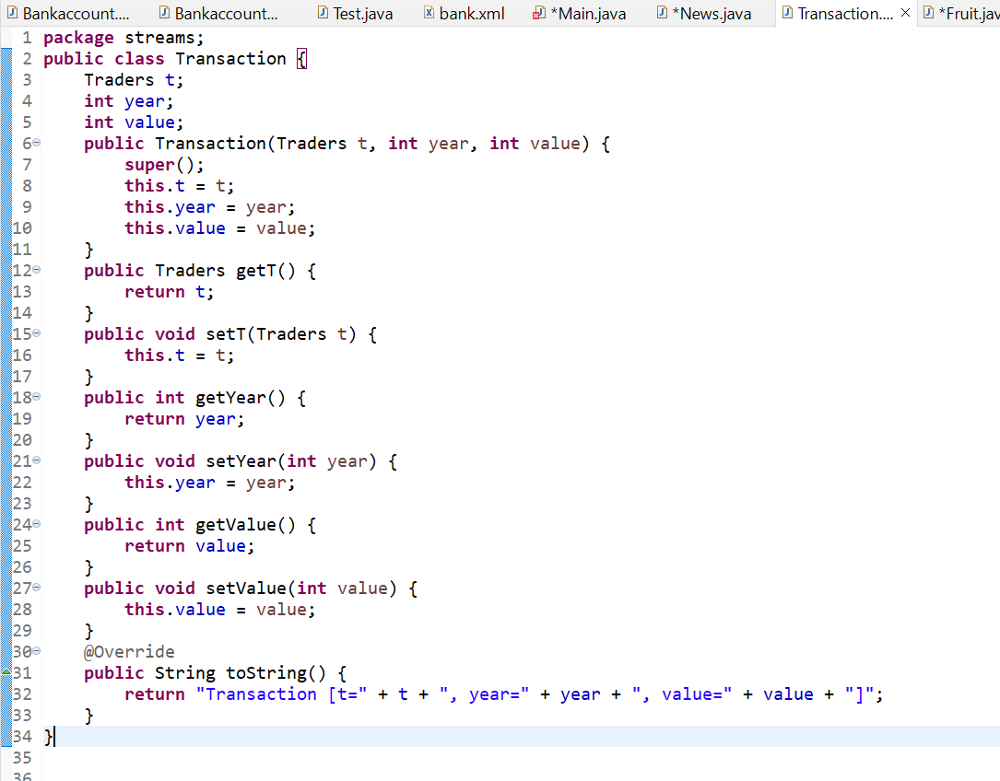 Bankaccount.... Bankaccount... Test.java bank.xml *Main.java *News.java Transaction.... *Fruit.jav
1 package streams;
2 public class Transaction {
3     Traders t;
4     int year;
5     int value;
6     public Transaction(Traders t, int year, int value) {
7         super();
8         this.t = t;
9         this.year = year;
10         this.value = value;
11     }
12     public Traders getT() {
13         return t;
14     }
15     public void setT(Traders t) {
16         this.t = t;
17     }
18     public int getYear() {
19         return year;
20     }
21     public void setYear(int year) {
22         this.year = year;
23     }
24     public int getValue() {
25         return value;
26     }
27     public void setValue(int value) {
28         this.value = value;
29     }
30     @Override
31     public String toString() {
32         return "Transaction [t=" + t + ", year=" + year + ", value=" + value + "]";
33     }
34 }
35
36